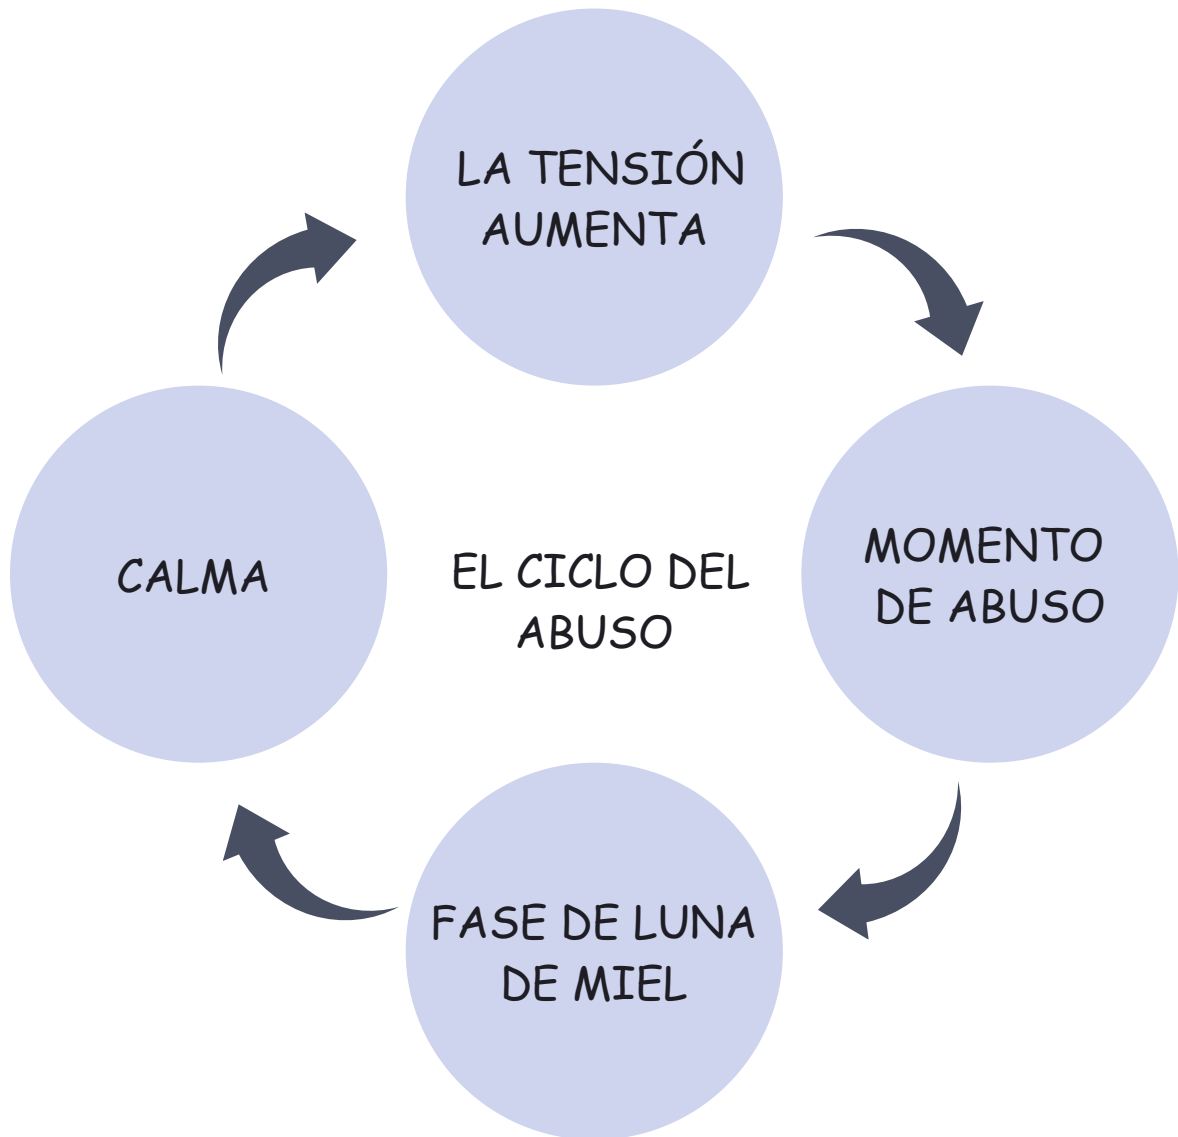 LA TENSIÓN
AUMENTA
MOMENTO
DE ABUSO
FASE DE LUNA
DE MIEL
CALMA
EL CICLO DEL
ABUSO